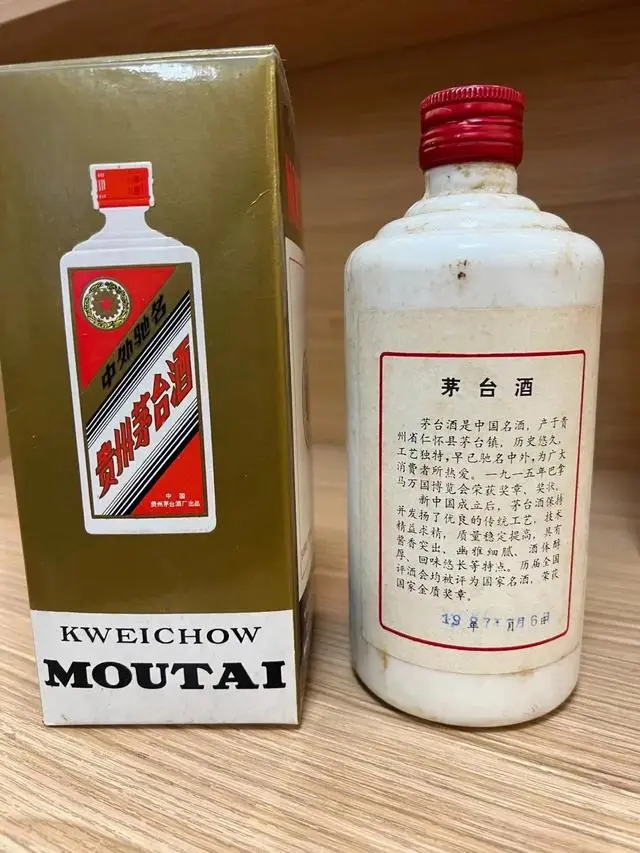 中外驰名
贵州茅台酒
中国
贵州茅台酒厂出品
KWEICHOW
MOUTAI
茅台酒
茅台酒是中国名酒，产于贵
州省仁怀县茅台镇，历史悠久，
工艺独特，早已驰名中外，为广大
消费者所热爱。一九一五年巴拿
马万国博览会荣获奖章、奖状。
新中国成立后，茅台酒保持
并发扬了优良的传统工艺，技术
精益求精，质量稳定提高，具有
酱香突出、幽雅细腻、酒体醇
厚、回味悠长等特点。历届全国
评酒会均被评为国家名酒，荣获
国家金质奖章。
1987年 月6日